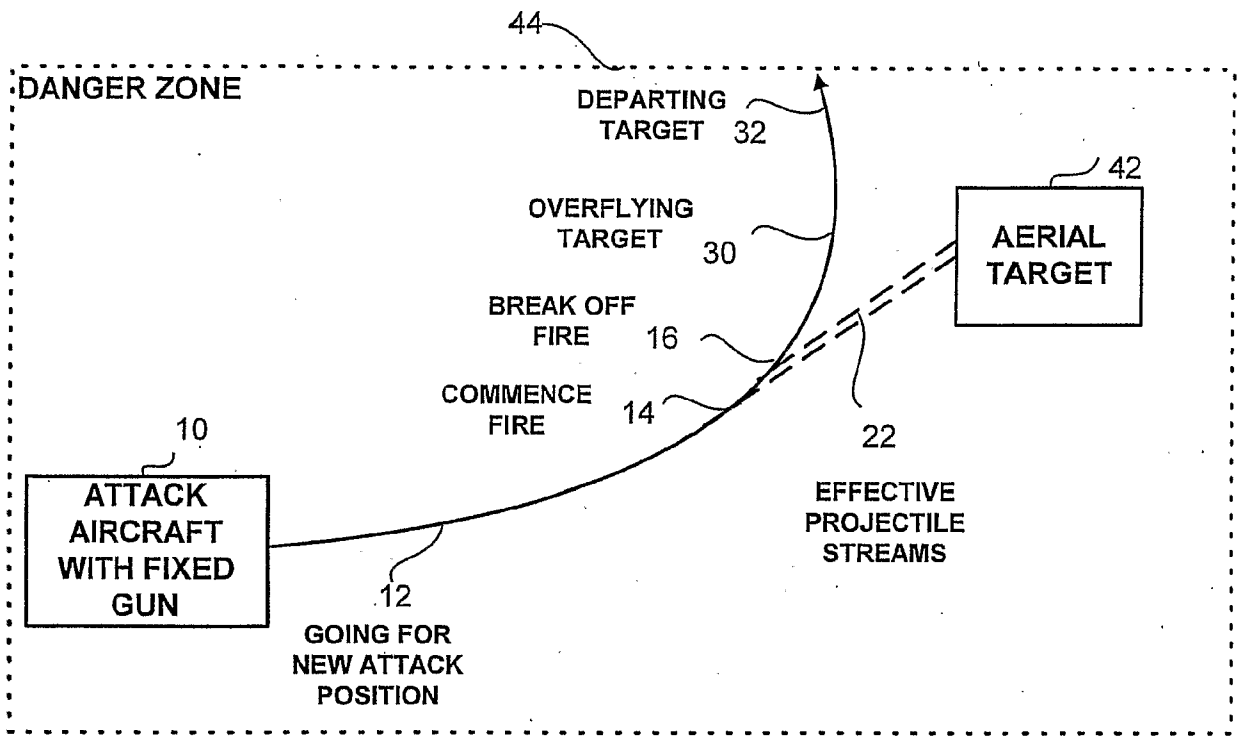 44
DANGER ZONE
DEPARTING
TARGET
32
42
OVERFLYING
TARGET
30
AERIAL
TARGET
BREAK OFF
FIRE
16
COMMENCE
FIRE
14
22
10
ATTACK
AIRCRAFT
WITH FIXED
GUN
EFFECTIVE
PROJECTILE
STREAMS
12
GOING FOR
NEW ATTACK
POSITION